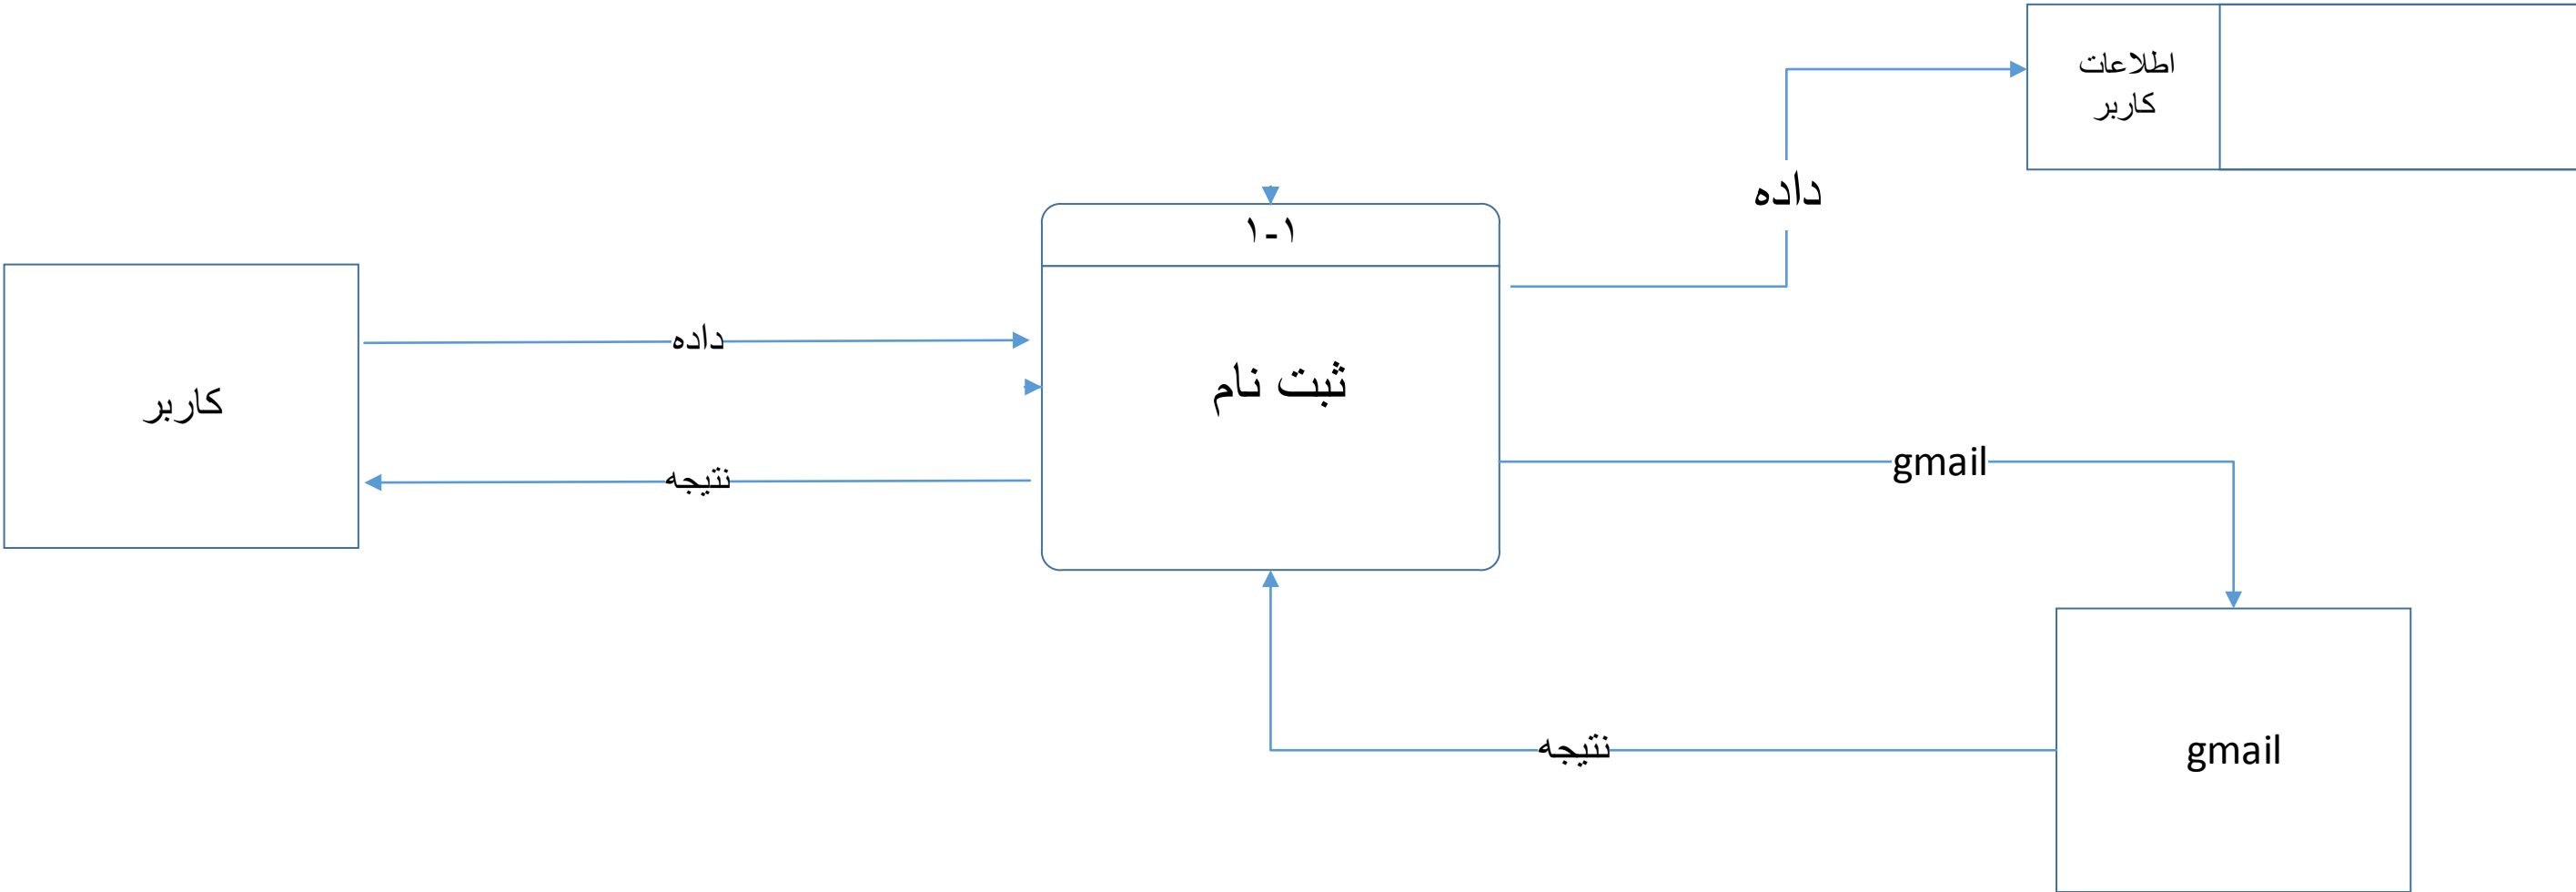 اطلاعات
کاربر
داده
۱-۱
داده
ثبت نام
کاربر
gmail
نتیجه
نتیجه
gmail